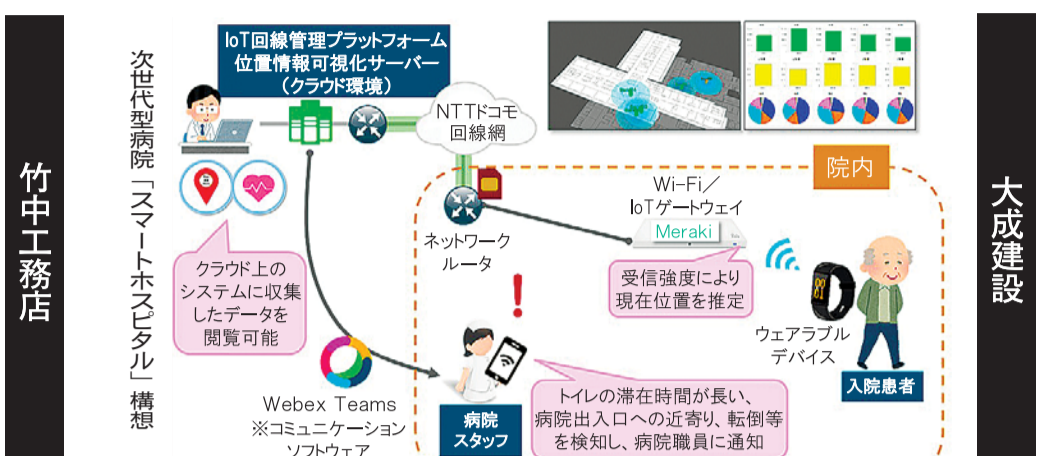 竹中工務店
次世代型病院「スマートホスピタル」構想
IoT回線管理プラットフォーム
位置情報可視化サーバー
（クラウド環境）
NTTドコモ
回線網
院内
Wi-Fi／
IoTゲートウェイ
Meraki
ネットワーク
ルータ
受信強度により
現在位置を推定
クラウド上の
システムに収集
したデータを
閲覧可能
ウェアラブル
デバイス
入院患者
Webex Teams
※コミュニケーション
ソフトウェア
病院
スタッフ
トイレの滞在時間が長い、
病院出入口への近寄り、転倒等
を検知し、病院職員に通知
大成建設